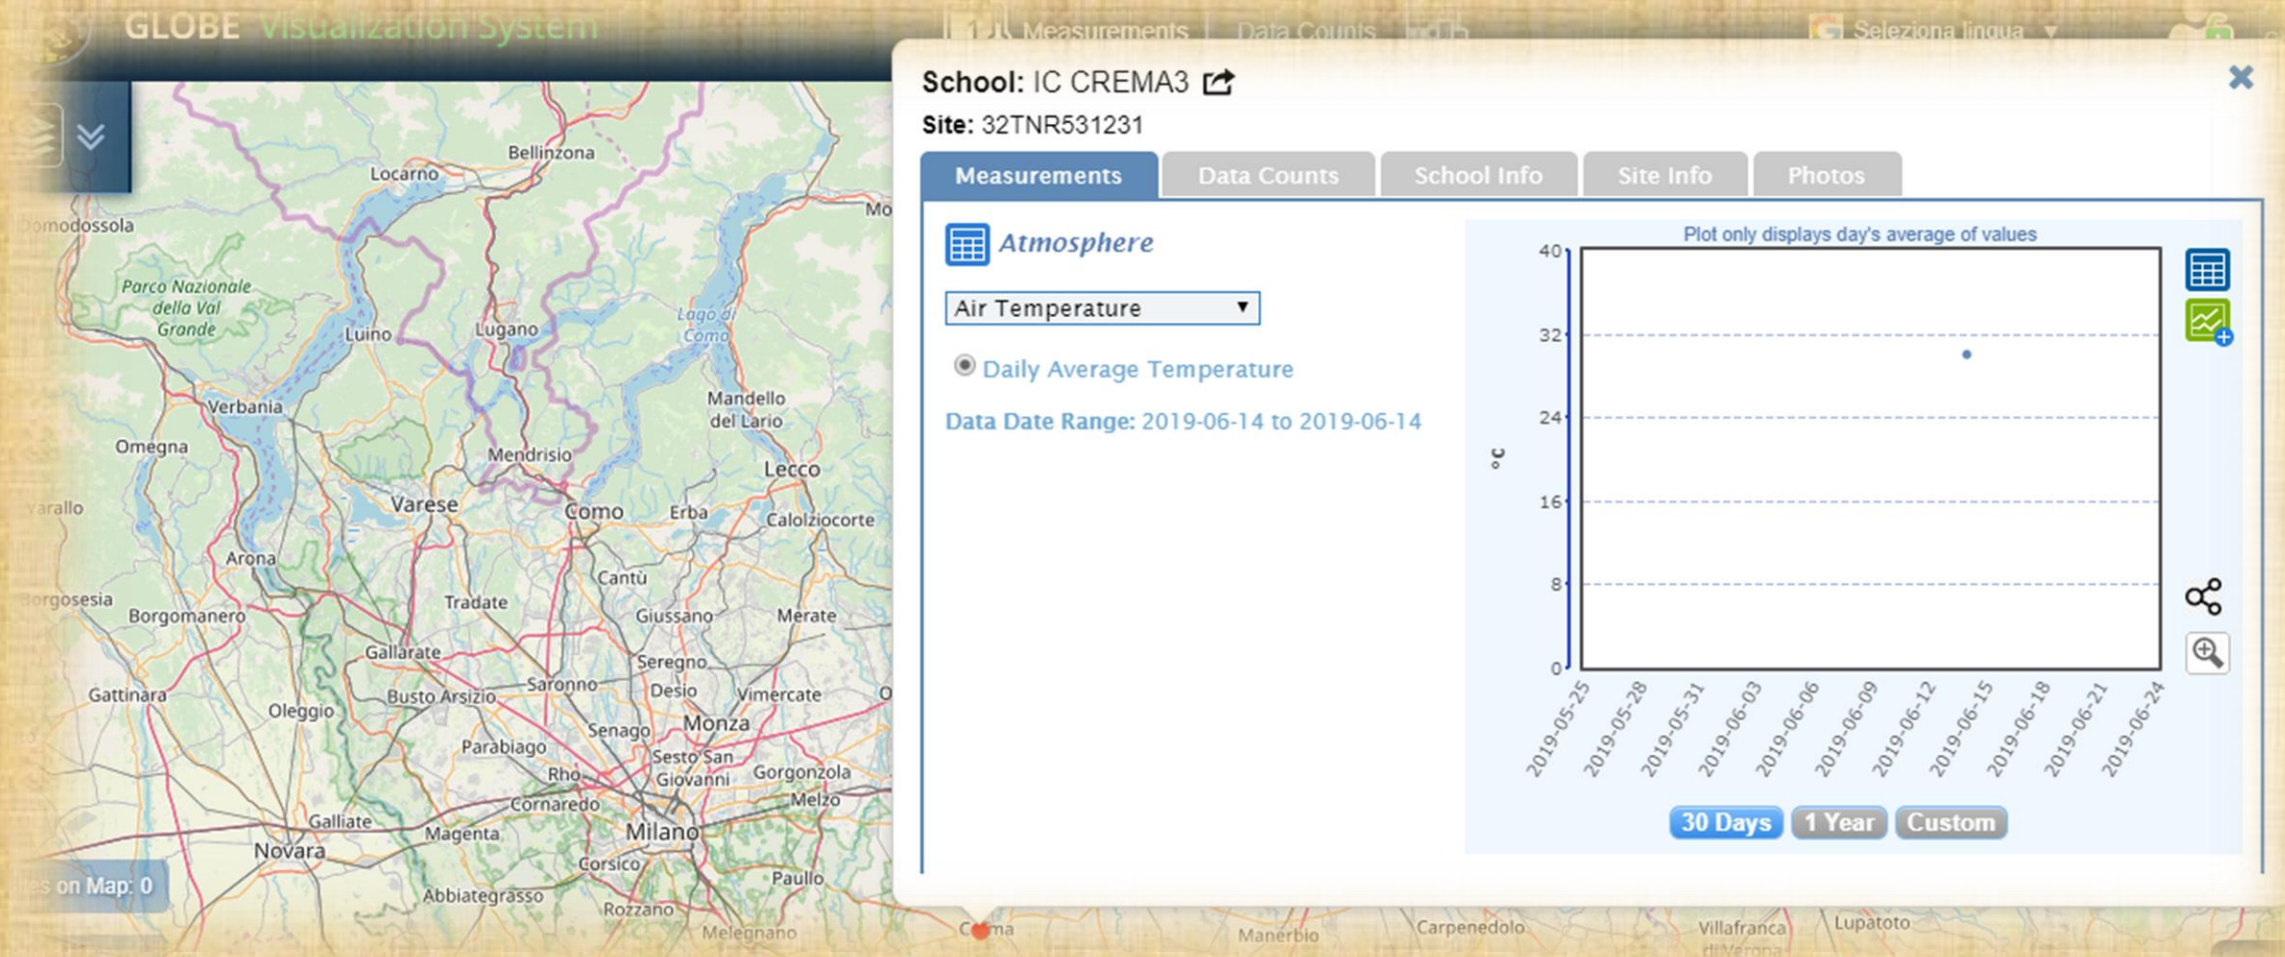 GLOBE Visualization System
Measurements
Data Counts
Seleziona lingua ▼
School: IC CREMA3
Site: 32TNR531231
Measurements
Data Counts
School Info
Site Info
Photos
Atmosphere
Air Temperature
Daily Average Temperature
Data Date Range: 2019-06-14 to 2019-06-14
Plot only displays day's average of values
40
32
24
16
8
0
°C
2019-05-25
2019-05-28
2019-05-31
2019-06-03
2019-06-06
2019-06-09
2019-06-12
2019-06-15
2019-06-18
2019-06-21
2019-06-24
30 Days
1 Year
Custom
Bellinzona
Locarno
Domodossola
Parco Nazionale
della Val
Grande
Luino
Lugano
Lago di
Como
Verbania
Mandello
del Lario
Omegna
Mendrisio
Lecco
Varese
Como
Erba
Calolziocorte
Varallo
Arona
Cantù
Borgosesia
Borgomanero
Tradate
Giussano
Merate
Gallarate
Seregno
Gattinara
Oleggio
Busto Arsizio
Saronno
Desio
Vimercate
Senago
Monza
Parabiago
Sesto San
Giovanni
Rho
Gorgonzola
Cornaredo
Melzo
Galliate
Magenta
Milano
Novara
Corsico
Paullo
on Map: 0
Abbiategrasso
Rozzano
Melegnano
Manerbio
Carpenedolo
Villafranca
di Verona
Lupatoto